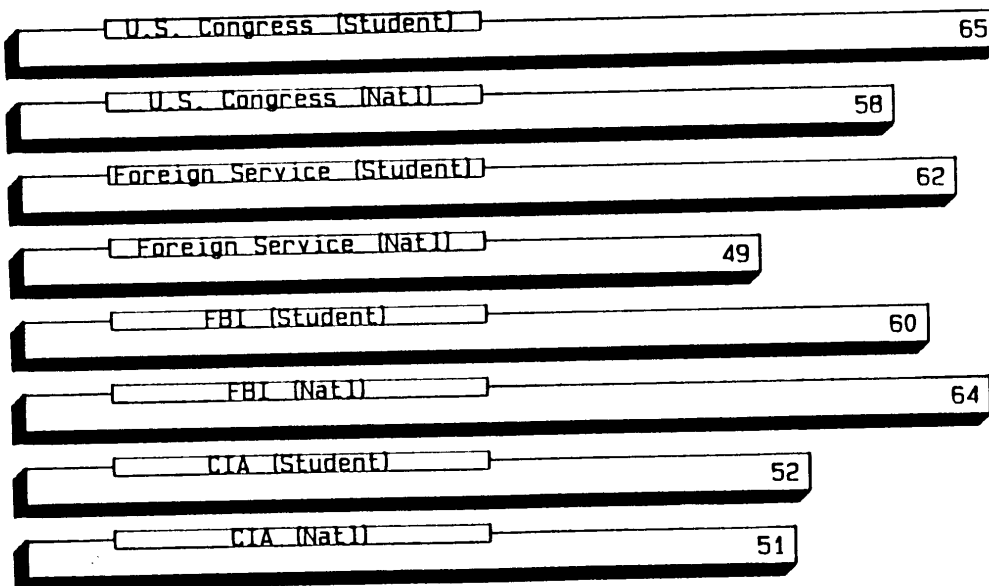 U.S. Congress (Student) 65
U.S. Congress (Natl) 58
Foreign Service (Student) 62
Foreign Service (Natl) 49
FBI (Student) 60
FBI (Natl) 64
CIA (Student) 52
CIA (Natl) 51